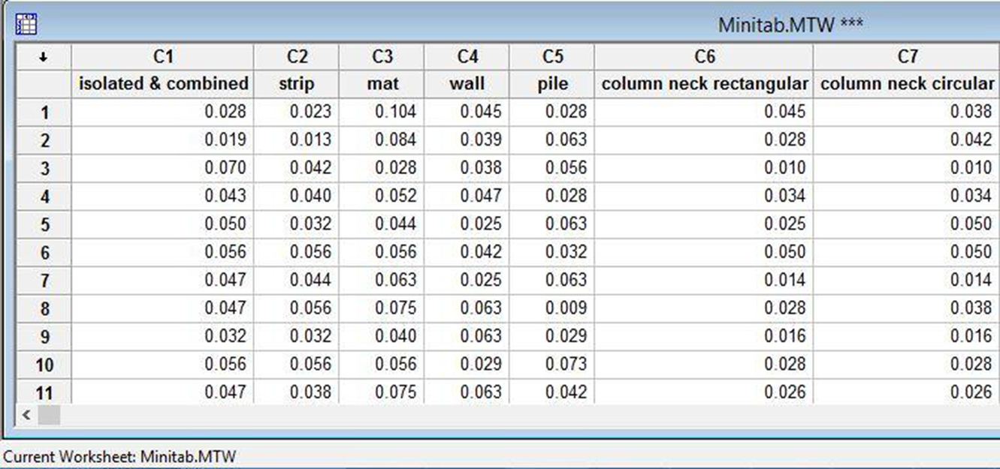 Minitab.MTW ***
C1 C2 C3 C4 C5 C6 C7
isolated & combined strip mat wall pile column neck rectangular column neck circular
1 0.028 0.023 0.104 0.045 0.028 0.045 0.038
2 0.019 0.013 0.084 0.039 0.063 0.028 0.042
3 0.070 0.042 0.028 0.038 0.056 0.010 0.010
4 0.043 0.040 0.052 0.047 0.028 0.034 0.034
5 0.050 0.032 0.044 0.025 0.063 0.025 0.050
6 0.056 0.056 0.056 0.042 0.032 0.050 0.050
7 0.047 0.044 0.063 0.025 0.063 0.014 0.014
8 0.047 0.056 0.075 0.063 0.009 0.028 0.038
9 0.032 0.032 0.040 0.063 0.029 0.016 0.016
10 0.056 0.056 0.056 0.029 0.073 0.028 0.028
11 0.047 0.038 0.075 0.063 0.042 0.026 0.026
Current Worksheet: Minitab.MTW